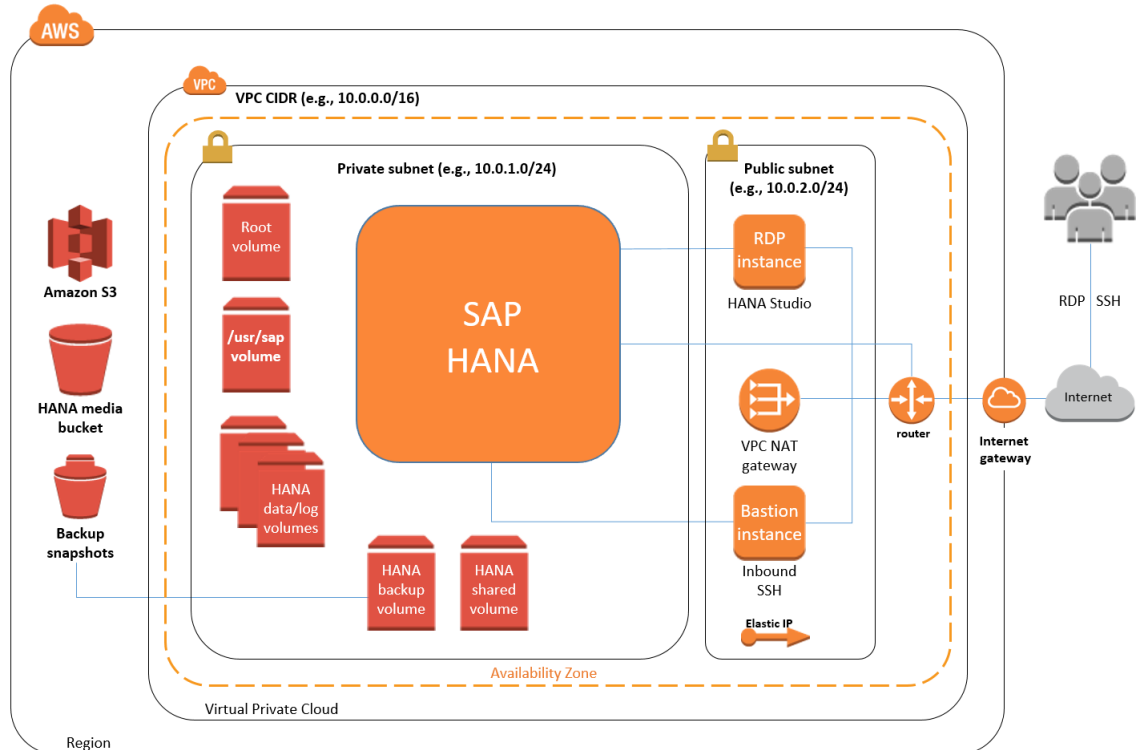 AWS
VPC
VPC CIDR (e.g., 10.0.0.0/16)
Private subnet (e.g., 10.0.1.0/24)
Public subnet
(e.g., 10.0.2.0/24)
Root
volume
/usr/sap
volume
HANA
data/log
volumes
SAP
HANA
HANA
backup
volume
HANA
shared
volume
RDP
instance
HANA Studio
VPC NAT
gateway
Bastion
instance
Inbound
SSH
Elastic IP
router
Internet
gateway
Internet
RDP
SSH
Amazon S3
HANA media
bucket
Backup
snapshots
Availability Zone
Virtual Private Cloud
Region